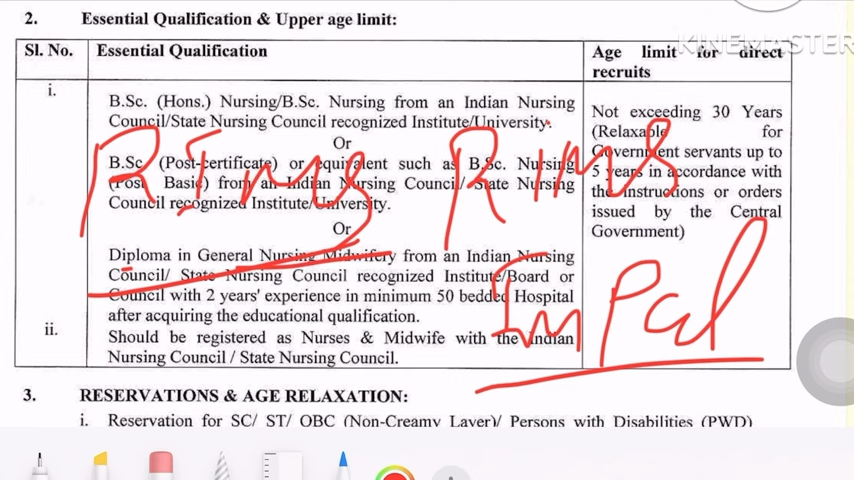 2. Essential Qualification & Upper age limit:
KINEMASTER
Sl. No. Essential Qualification Age limit for direct
recruits
i.
B.Sc. (Hons.) Nursing/B.Sc. Nursing from an Indian Nursing
Council/State Nursing Council recognized Institute/University.
Or
B.Sc. (Post-certificate) or equivalent such as B.Sc. Nursing
(Post Basic) from an Indian Nursing Council/ State Nursing
Council recognized Institute/University.
Or
Diploma in General Nursing Midwifery from an Indian Nursing
Council/ State Nursing Council recognized Institute/Board or
Council with 2 years' experience in minimum 50 bedded Hospital
after acquiring the educational qualification.
ii. Should be registered as Nurses & Midwife with the Indian
Nursing Council / State Nursing Council.
Not exceeding 30 Years
(Relaxable for
Government servants up to
5 years in accordance with
the instructions or orders
issued by the Central
Government)
RIMS RIMS
Impal
3. RESERVATIONS & AGE RELAXATION:
i. Reservation for SC/ ST/ OBC (Non-Creamy Layer)/ Persons with Disabilities (PWD)